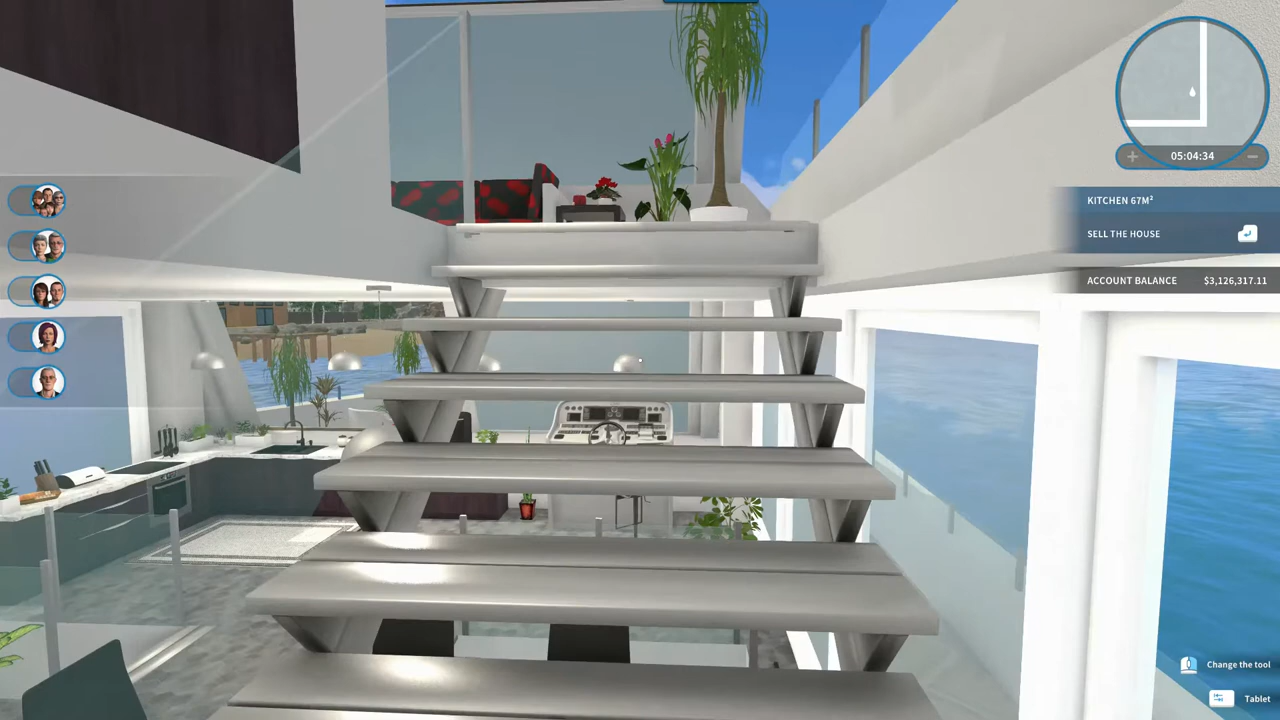 05:04:34
KITCHEN 67M²
SELL THE HOUSE
ACCOUNT BALANCE $3,126,317.11
Change the tool
Tablet